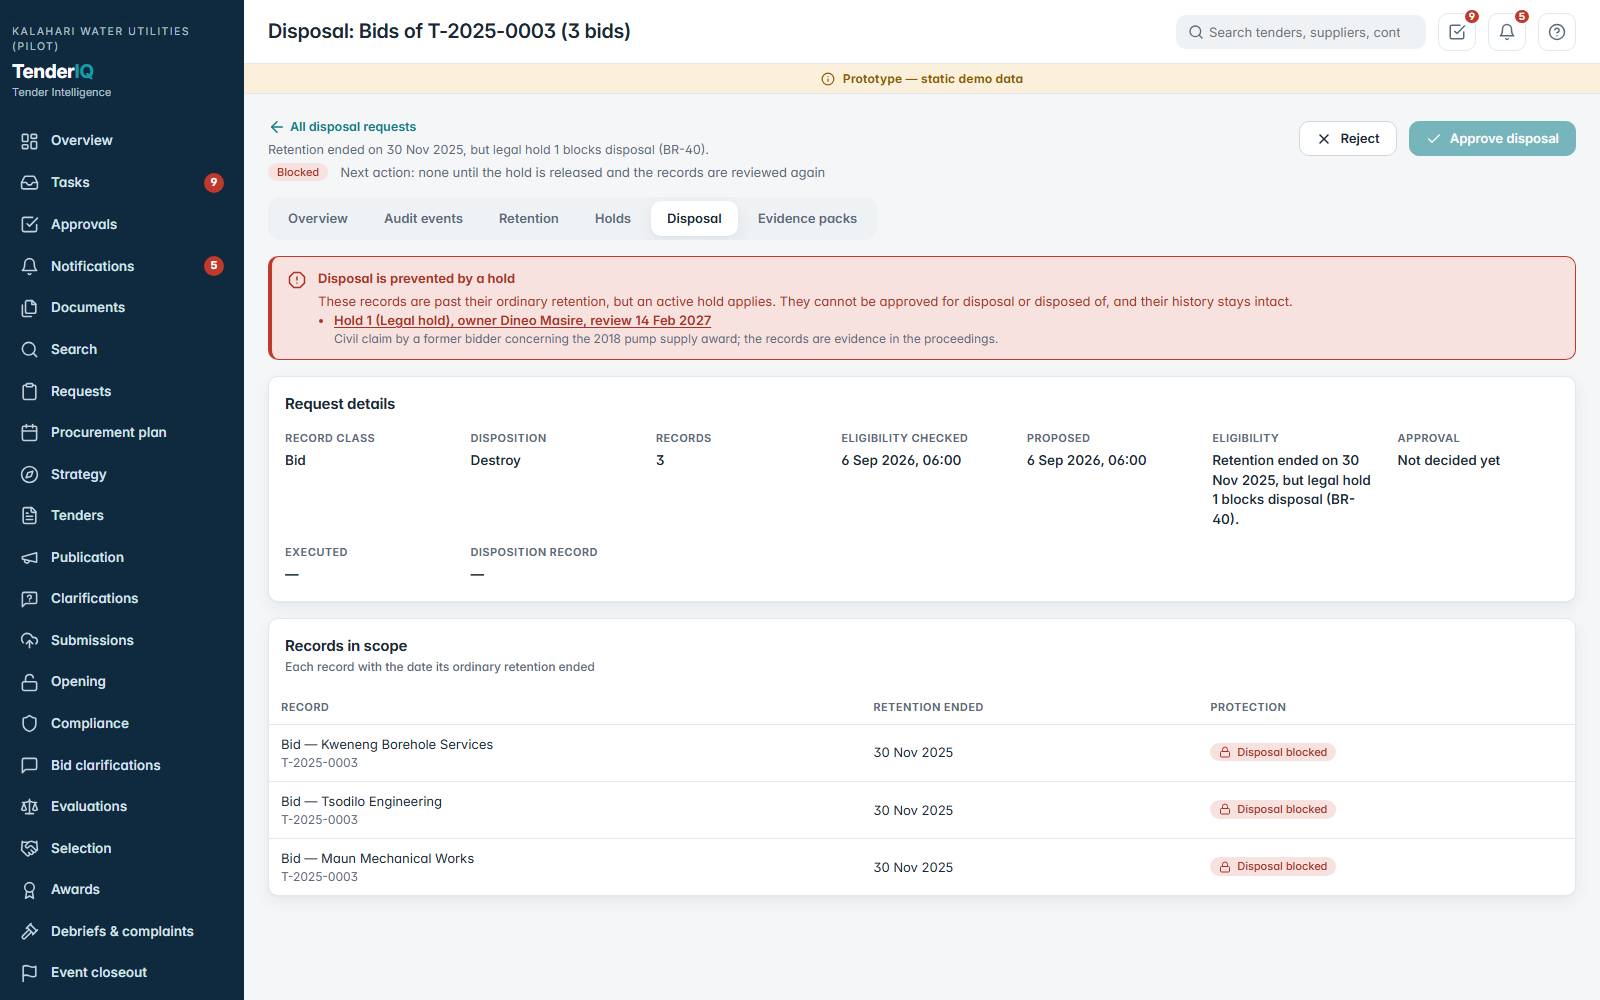 KALAHARI WATER UTILITIES
(PILOT)
TenderIQ
Tender Intelligence
Overview
Tasks 9
Approvals
Notifications 5
Documents
Search
Requests
Procurement plan
Strategy
Tenders
Publication
Clarifications
Submissions
Opening
Compliance
Bid clarifications
Evaluations
Selection
Awards
Debriefs & complaints
Event closeout
Disposal: Bids of T-2025-0003 (3 bids)
Search tenders, suppliers, cont
9
5
Prototype — static demo data
All disposal requests
Retention ended on 30 Nov 2025, but legal hold 1 blocks disposal (BR-40).
Blocked Next action: none until the hold is released and the records are reviewed again
Reject
Approve disposal
Overview Audit events Retention Holds Disposal Evidence packs
Disposal is prevented by a hold
These records are past their ordinary retention, but an active hold applies. They cannot be approved for disposal or disposed of, and their history stays intact.
• Hold 1 (Legal hold), owner Dineo Masire, review 14 Feb 2027
Civil claim by a former bidder concerning the 2018 pump supply award; the records are evidence in the proceedings.
Request details
RECORD CLASS
Bid
DISPOSITION
Destroy
RECORDS
3
ELIGIBILITY CHECKED
6 Sep 2026, 06:00
PROPOSED
6 Sep 2026, 06:00
ELIGIBILITY
Retention ended on 30
Nov 2025, but legal hold
1 blocks disposal (BR-
40).
APPROVAL
Not decided yet
EXECUTED
—
DISPOSITION RECORD
—
Records in scope
Each record with the date its ordinary retention ended
RECORD RETENTION ENDED PROTECTION
Bid — Kweneng Borehole Services
T-2025-0003
30 Nov 2025
Disposal blocked
Bid — Tsodilo Engineering
T-2025-0003
30 Nov 2025
Disposal blocked
Bid — Maun Mechanical Works
T-2025-0003
30 Nov 2025
Disposal blocked